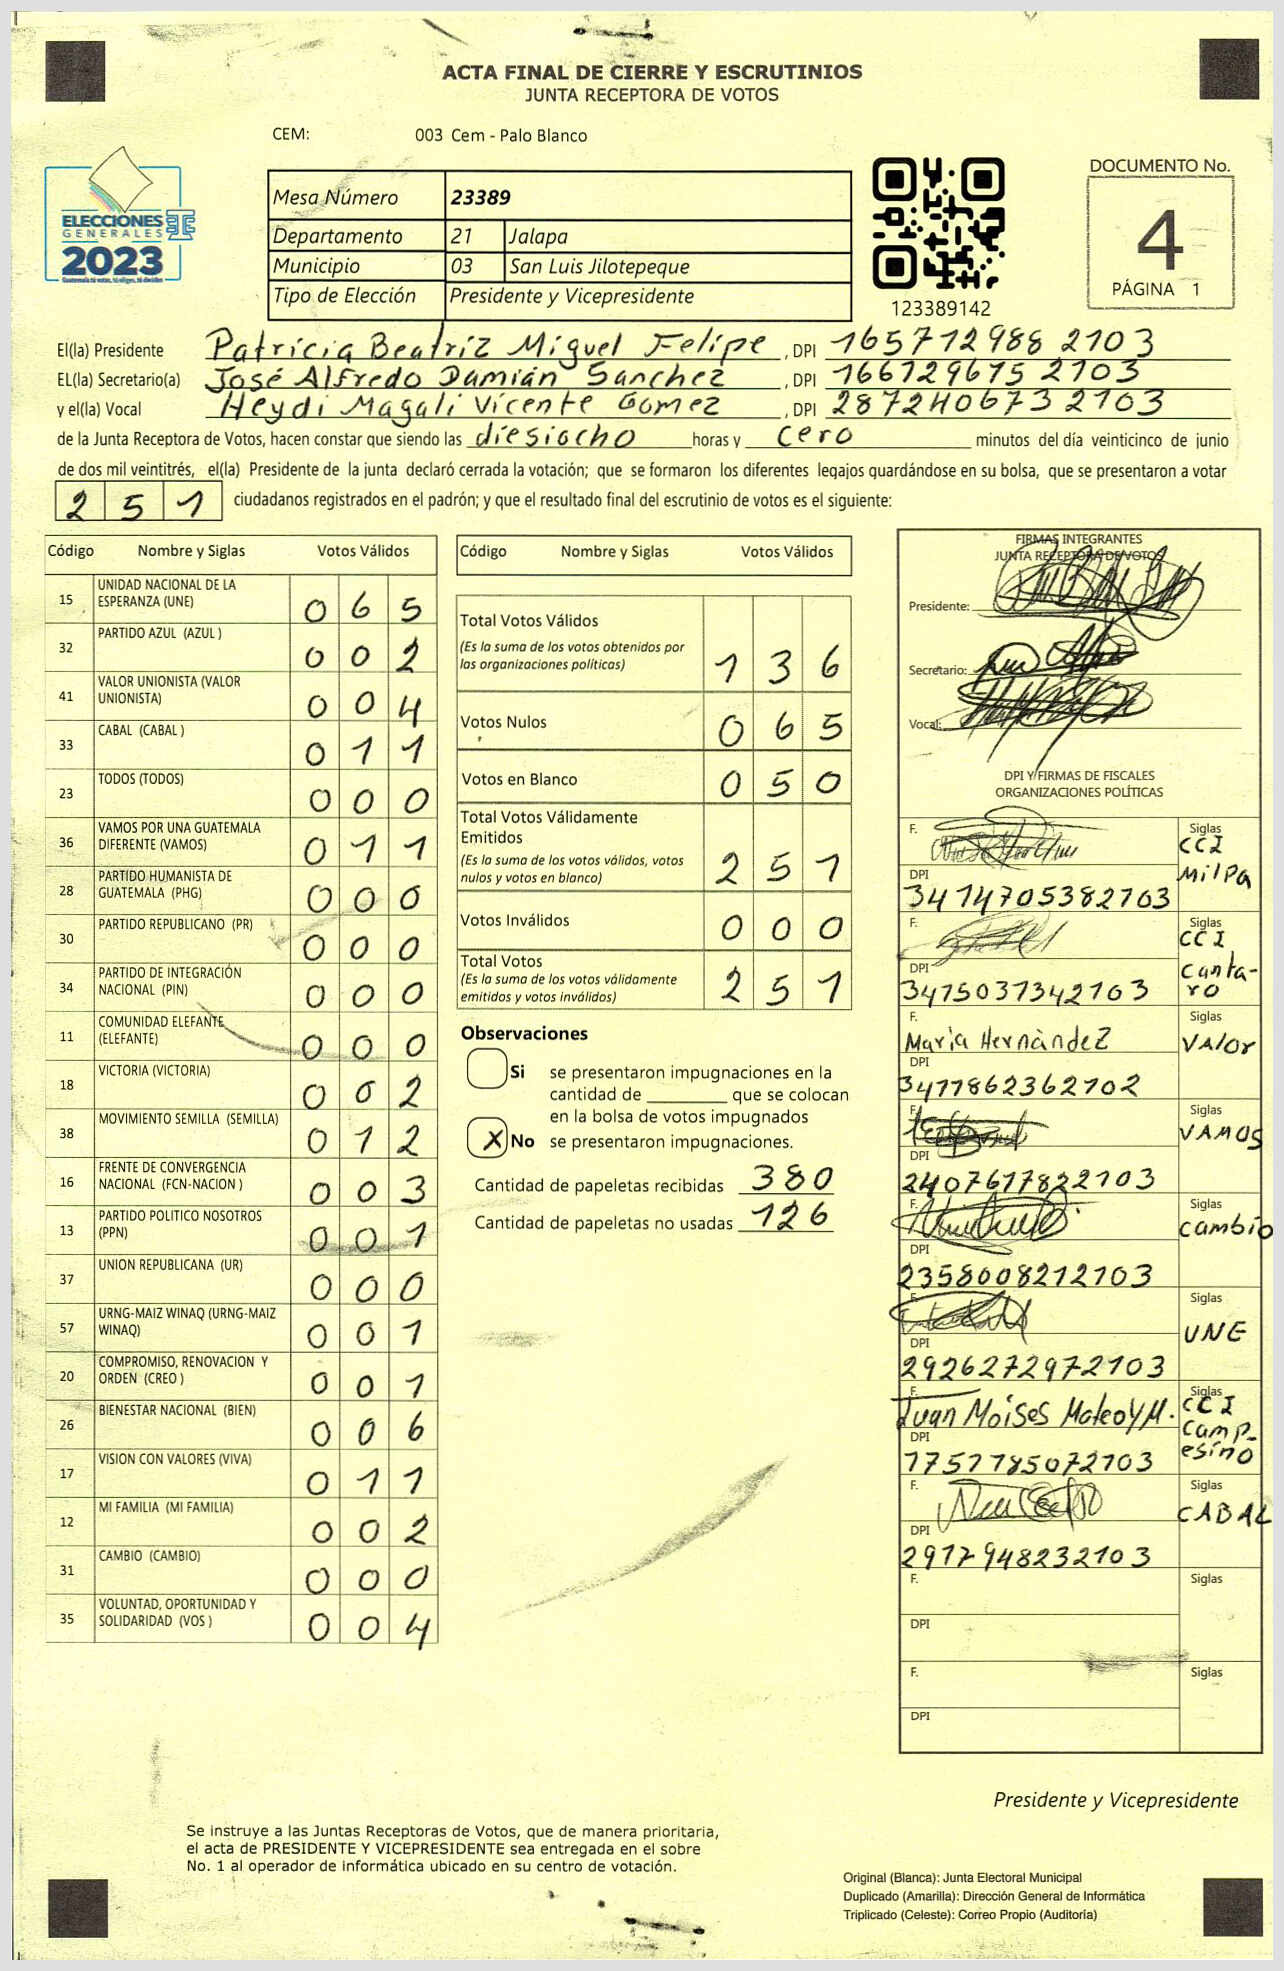 ACTA FINAL DE CIERRE Y ESCRUTINIOS
JUNTA RECEPTORA DE VOTOS
CEM: 003 Cem - Palo Blanco
ELECCIONES
GENERALES
2023
Mesa Número 23389
Departamento 21 Jalapa
Municipio 03 San Luis Jilotepeque
Tipo de Elección Presidente y Vicepresidente
123389142
DOCUMENTO No.
4
PÁGINA 1
El(la) Presidente Patricia Beatriz Miguel Felipe, DPI 165712988 2103
EL(la) Secretario(a) José Alfredo Damián Sanchez, DPI 166129615 2103
y el(la) Vocal Heydi Magali Vicente Gomez, DPI 287240673 2103
de la Junta Receptora de Votos, hacen constar que siendo las diesiocho horas y cero minutos del día veinticinco de junio
de dos mil veintitrés, el(la) Presidente de la junta declaró cerrada la votación; que se formaron los diferentes legajos guardándose en su bolsa, que se presentaron a votar
2 5 1 ciudadanos registrados en el padrón; y que el resultado final del escrutinio de votos es el siguiente:
Código Nombre y Siglas Votos Válidos
15 UNIDAD NACIONAL DE LA
ESPERANZA (UNE) 0 6 5
32 PARTIDO AZUL (AZUL ) 0 0 2
41 VALOR UNIONISTA (VALOR
UNIONISTA) 0 0 4
33 CABAL (CABAL ) 0 1 1
23 TODOS (TODOS) 0 0 0
36 VAMOS POR UNA GUATEMALA
DIFERENTE (VAMOS) 0 1 1
28 PARTIDO HUMANISTA DE
GUATEMALA (PHG) 0 0 0
30 PARTIDO REPUBLICANO (PR) 0 0 0
34 PARTIDO DE INTEGRACIÓN
NACIONAL (PIN) 0 0 0
11 COMUNIDAD ELEFANTE
(ELEFANTE) 0 0 0
18 VICTORIA (VICTORIA) 0 0 2
38 MOVIMIENTO SEMILLA (SEMILLA) 0 1 2
16 FRENTE DE CONVERGENCIA
NACIONAL (FCN-NACION ) 0 0 3
13 PARTIDO POLITICO NOSOTROS
(PPN) 0 0 1
37 UNION REPUBLICANA (UR) 0 0 0
57 URNG-MAIZ WINAQ (URNG-MAIZ
WINAQ) 0 0 1
20 COMPROMISO, RENOVACION Y
ORDEN (CREO ) 0 0 1
26 BIENESTAR NACIONAL (BIEN) 0 0 6
17 VISION CON VALORES (VIVA) 0 1 1
12 MI FAMILIA (MI FAMILIA) 0 0 2
31 CAMBIO (CAMBIO) 0 0 0
35 VOLUNTAD, OPORTUNIDAD Y
SOLIDARIDAD (VOS ) 0 0 4
Código Nombre y Siglas Votos Válidos
Total Votos Válidos
(Es la suma de los votos obtenidos por
las organizaciones políticas) 1 3 6
Votos Nulos 0 6 5
Votos en Blanco 0 5 0
Total Votos Válidamente
Emitidos
(Es la suma de los votos válidos, votos
nulos y votos en blanco) 2 5 1
Votos Inválidos 0 0 0
Total Votos
(Es la suma de los votos válidamente
emitidos y votos inválidos) 2 5 1
Observaciones
Si se presentaron impugnaciones en la
cantidad de ________ que se colocan
en la bolsa de votos impugnados
X No se presentaron impugnaciones.
Cantidad de papeletas recibidas 380
Cantidad de papeletas no usadas 126
FIRMAS INTEGRANTES
JUNTA RECEPTORA DE VOTOS
Presidente:
Secretario:
Vocal:
DPI Y FIRMAS DE FISCALES
ORGANIZACIONES POLÍTICAS
F. Siglas CCI
Milpa
DPI 3414705382103
F. Siglas CCI
Canta-
ro
DPI 3415037342103
F. María Hernández Siglas VAlOr
DPI 3417862362102
F. Siglas VAMOS
DPI 2407617822103
F. Siglas cambio
DPI 2358008212103
F. Siglas UNE
DPI 2926272972103
F. Juan Moises Mateo y M. Siglas CCI
Camp-
esino
DPI 1751785072103
F. Siglas CABAL
DPI 2917948232103
F. Siglas
DPI
F. Siglas
DPI
Presidente y Vicepresidente
Se instruye a las Juntas Receptoras de Votos, que de manera prioritaria,
el acta de PRESIDENTE Y VICEPRESIDENTE sea entregada en el sobre
No. 1 al operador de informática ubicado en su centro de votación.
Original (Blanca): Junta Electoral Municipal
Duplicado (Amarilla): Dirección General de Informática
Triplicado (Celeste): Correo Propio (Auditoría)